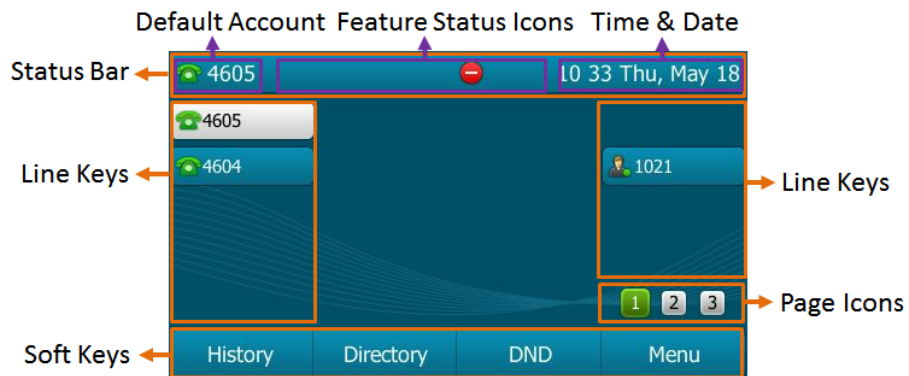 Default Account Feature Status Icons Time & Date
Status Bar
4605
10 33 Thu, May 18
4605
Line Keys
4604
1021
Line Keys
1 2 3
Page Icons
Soft Keys
History Directory DND Menu